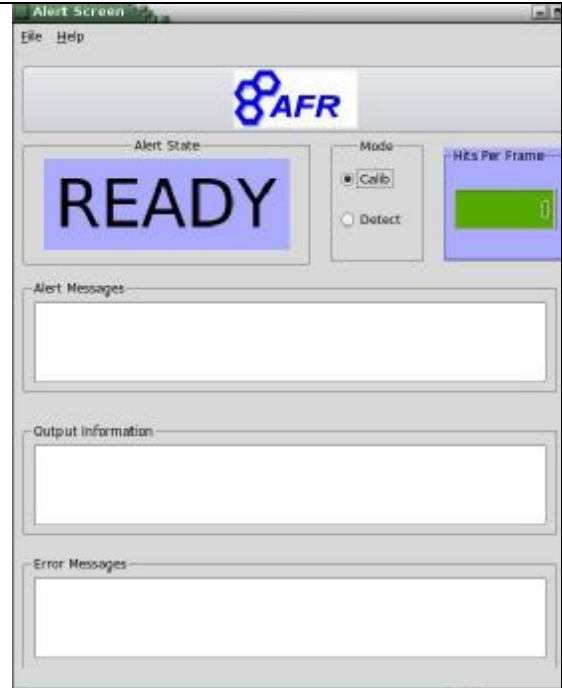 Alert Screen
File Help
AFR
Alert State
READY
Mode
Calib
Detect
Hits Per Frame
0
Alert Messages
Output Information
Error Messages